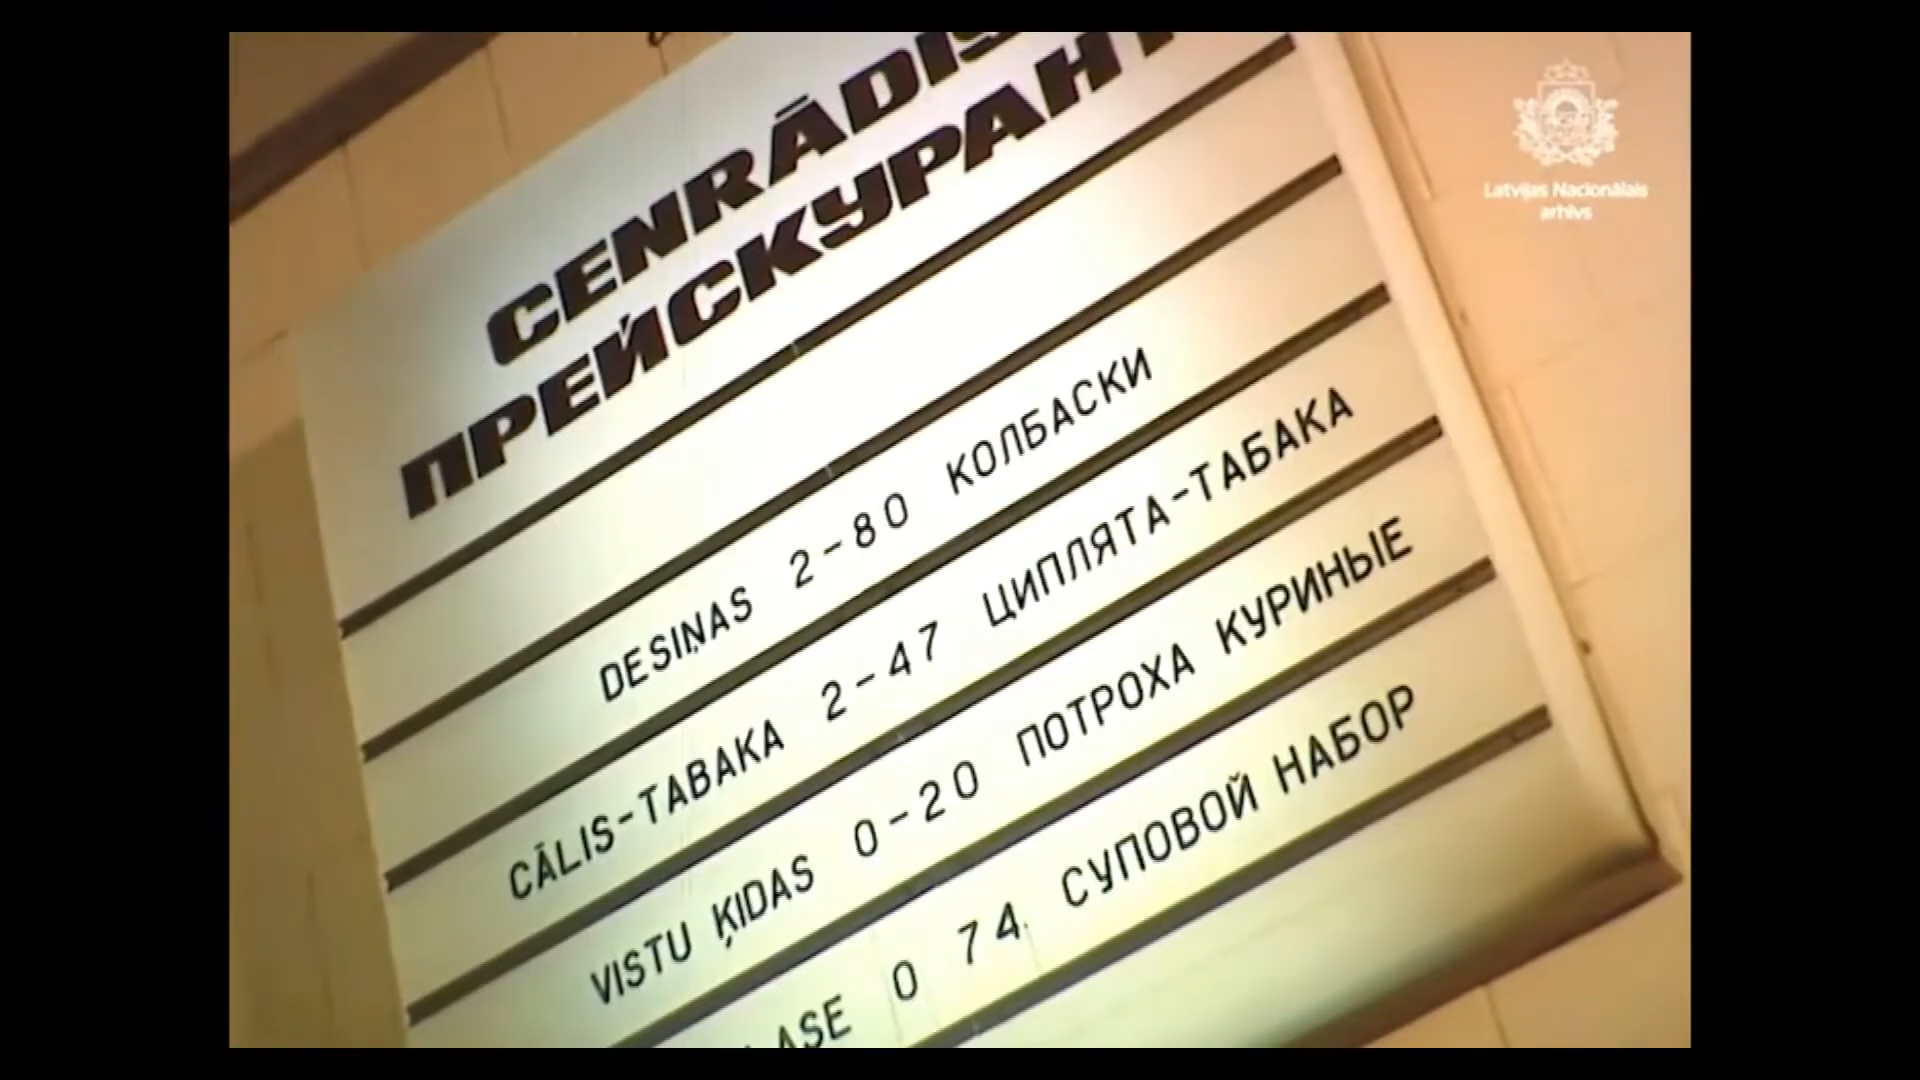 CENRĀDIS
ПРЕЙСКУРАНТ
DESIŅAS 2-80 КОЛБАСКИ
CĀLIS-TABAKA 2-47 ЦИПЛЯТА-ТАБАКА
VISTU ĶIDAS 0-20 ПОТРОХА КУРИНЫЕ
0 74 СУПОВОЙ НАБОР
Latvijas Nacionālais
arhīvs